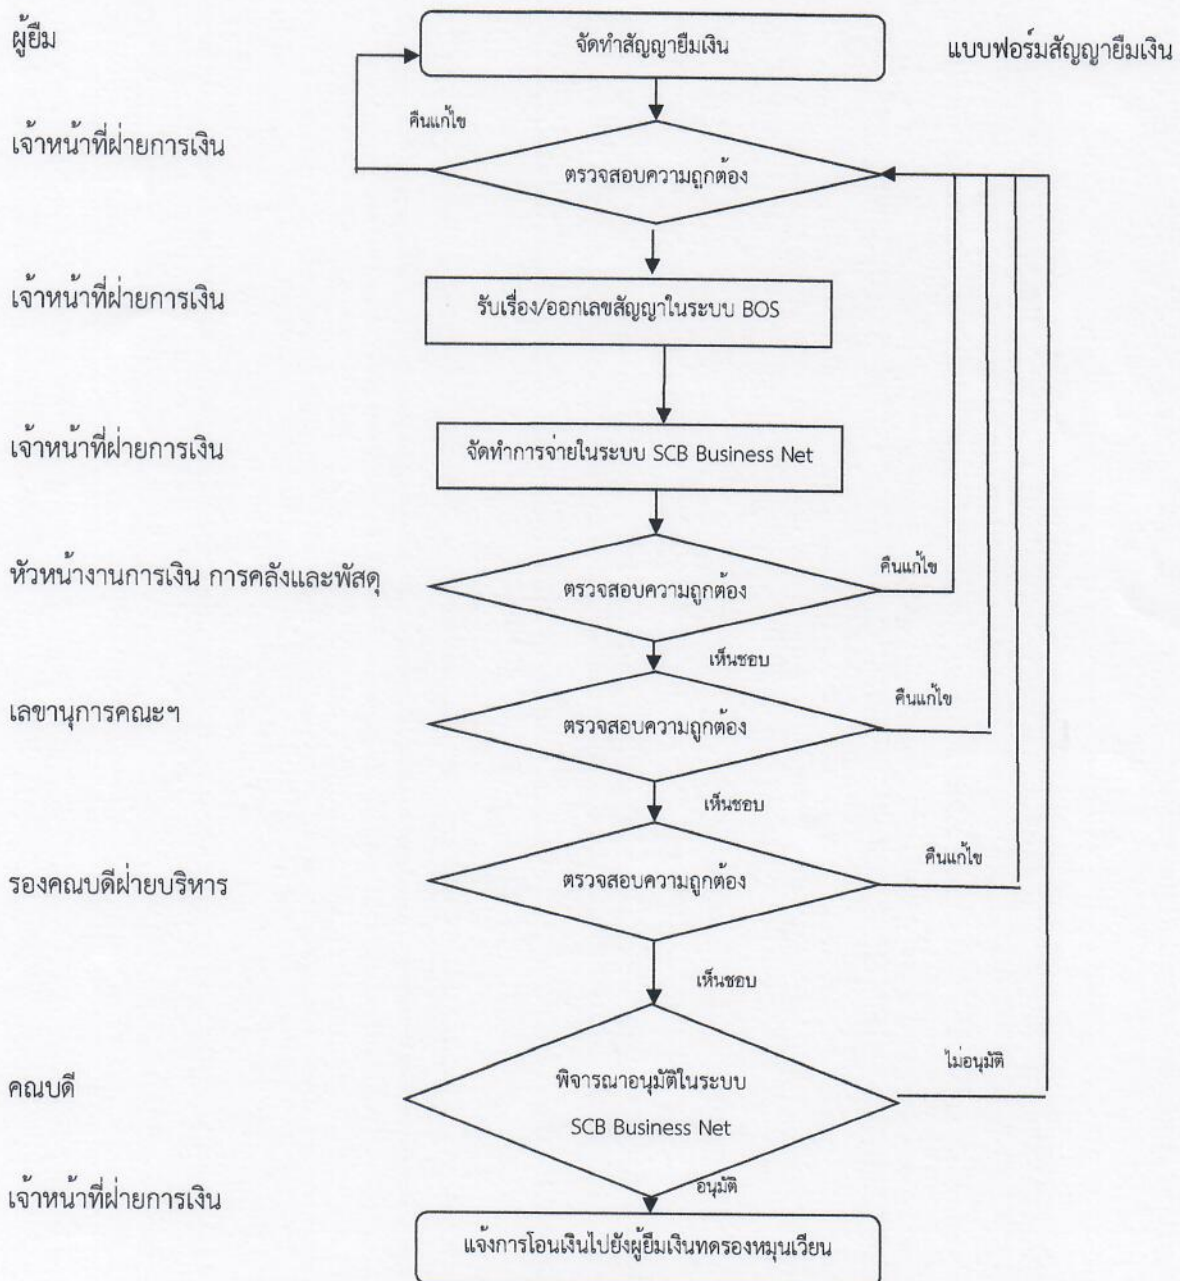 ผู้ยืม
จัดทำสัญญายืมเงิน
แบบฟอร์มสัญญายืมเงิน
คืนแก้ไข
เจ้าหน้าที่ฝ่ายการเงิน
ตรวจสอบความถูกต้อง
เจ้าหน้าที่ฝ่ายการเงิน
รับเรื่อง/ออกเลขสัญญาในระบบ BOS
เจ้าหน้าที่ฝ่ายการเงิน
จัดทำการจ่ายในระบบ SCB Business Net
หัวหน้างานการเงิน การคลังและพัสดุ
ตรวจสอบความถูกต้อง
คืนแก้ไข
เห็นชอบ
เลขานุการคณะฯ
ตรวจสอบความถูกต้อง
คืนแก้ไข
เห็นชอบ
รองคณบดีฝ่ายบริหาร
ตรวจสอบความถูกต้อง
คืนแก้ไข
เห็นชอบ
คณบดี
พิจารณาอนุมัติในระบบ
SCB Business Net
ไม่อนุมัติ
เจ้าหน้าที่ฝ่ายการเงิน
อนุมัติ
แจ้งการโอนเงินไปยังผู้ยืมเงินทดรองหมุนเวียน